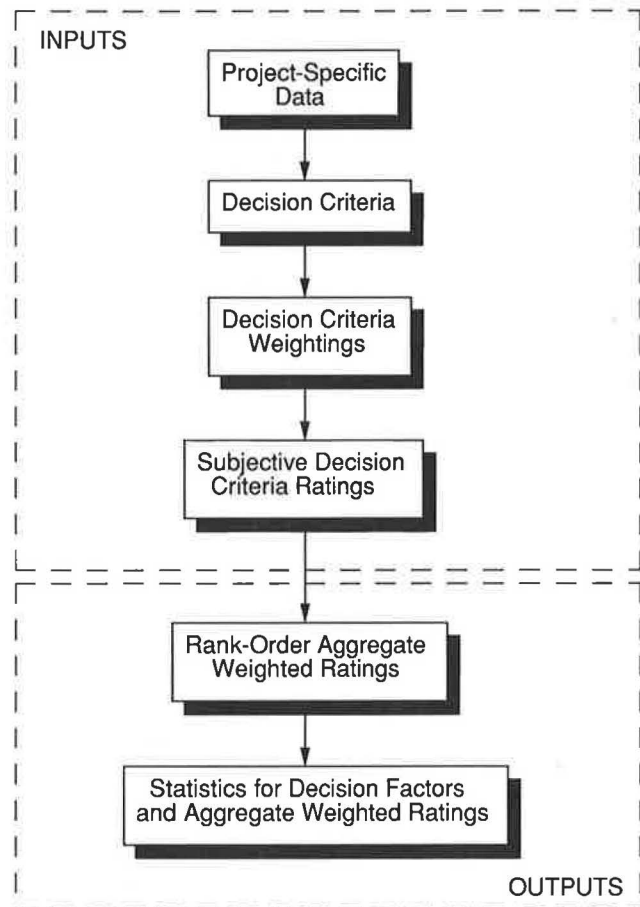 INPUTS
Project-Specific
Data
Decision Criteria
Decision Criteria
Weightings
Subjective Decision
Criteria Ratings
Rank-Order Aggregate
Weighted Ratings
Statistics for Decision Factors
and Aggregate Weighted Ratings
OUTPUTS